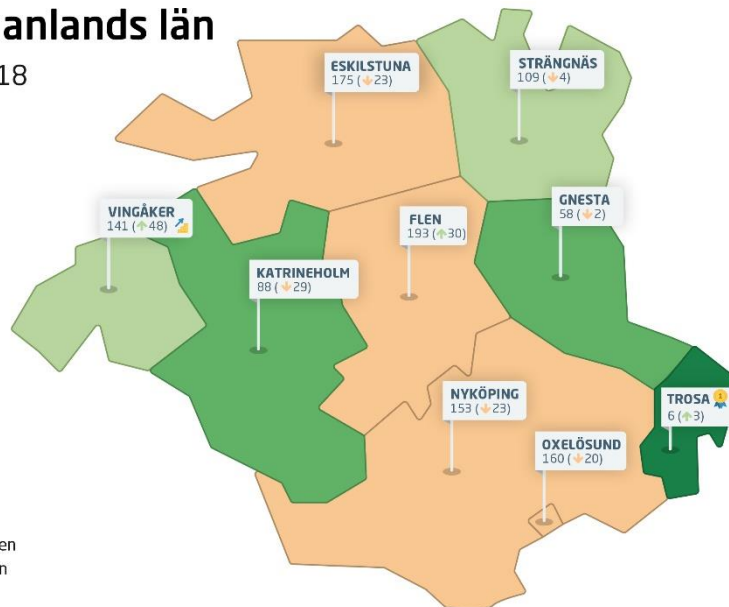 anlands län
18
ESKILSTUNA
175 (↓23)
STRÄNGNÄS
109 (↓4)
VINGÅKER
141 (↑48)
FLEN
193 (↑30)
GNESTA
58 (↓2)
KATRINEHOLM
88 (↓29)
NYKÖPING
153 (↓23)
TROSA
1
6 (↑3)
OXELÖSUND
160 (↓20)
en
n